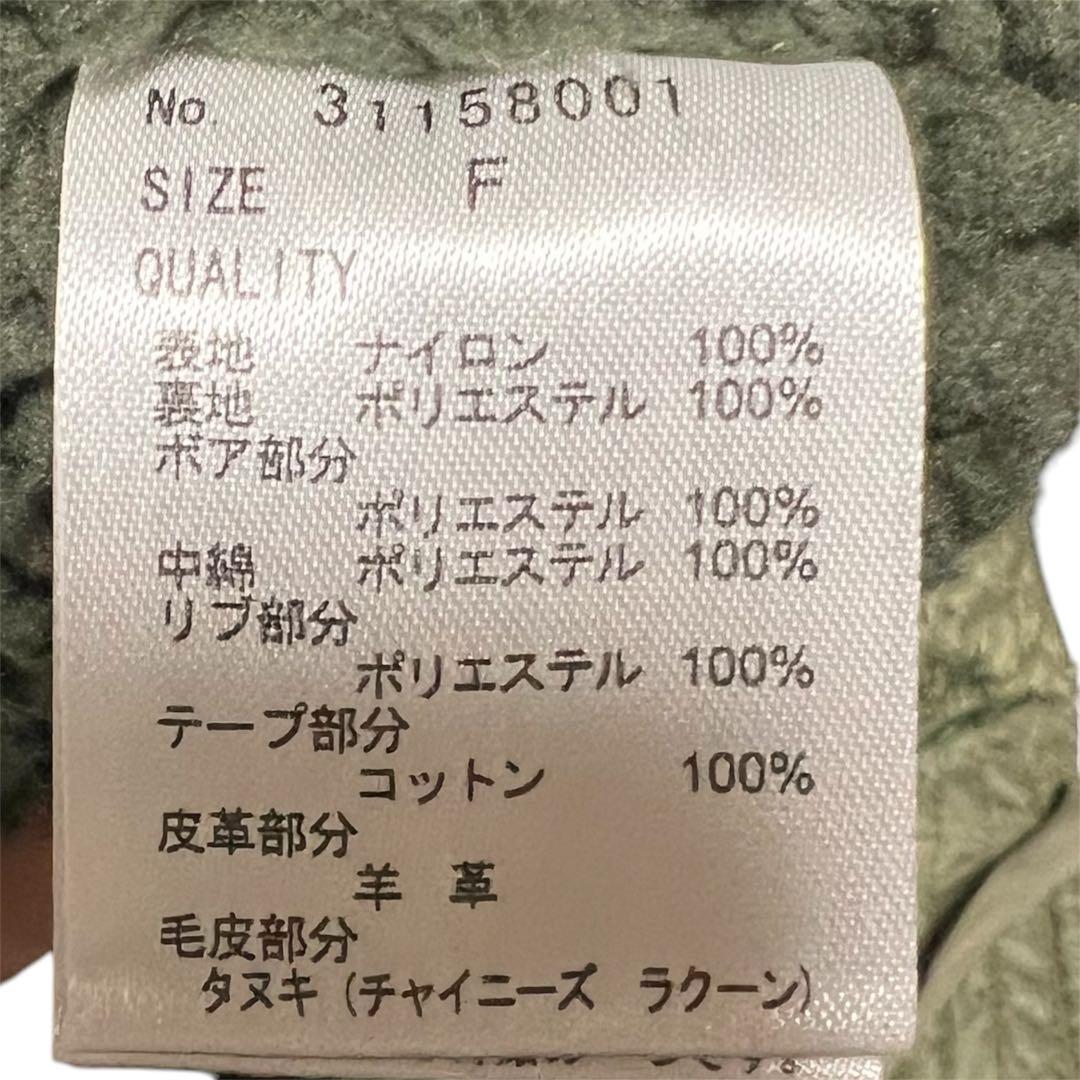 No. 31158001
SIZE F
QUALITY
表地 ナイロン 100%
裏地 ポリエステル 100%
ボア部分
ポリエステル 100%
中綿 ポリエステル 100%
リブ部分
ポリエステル 100%
テープ部分
コットン 100%
皮革部分
羊 革
毛皮部分
タヌキ (チャイニーズ ラクーン)